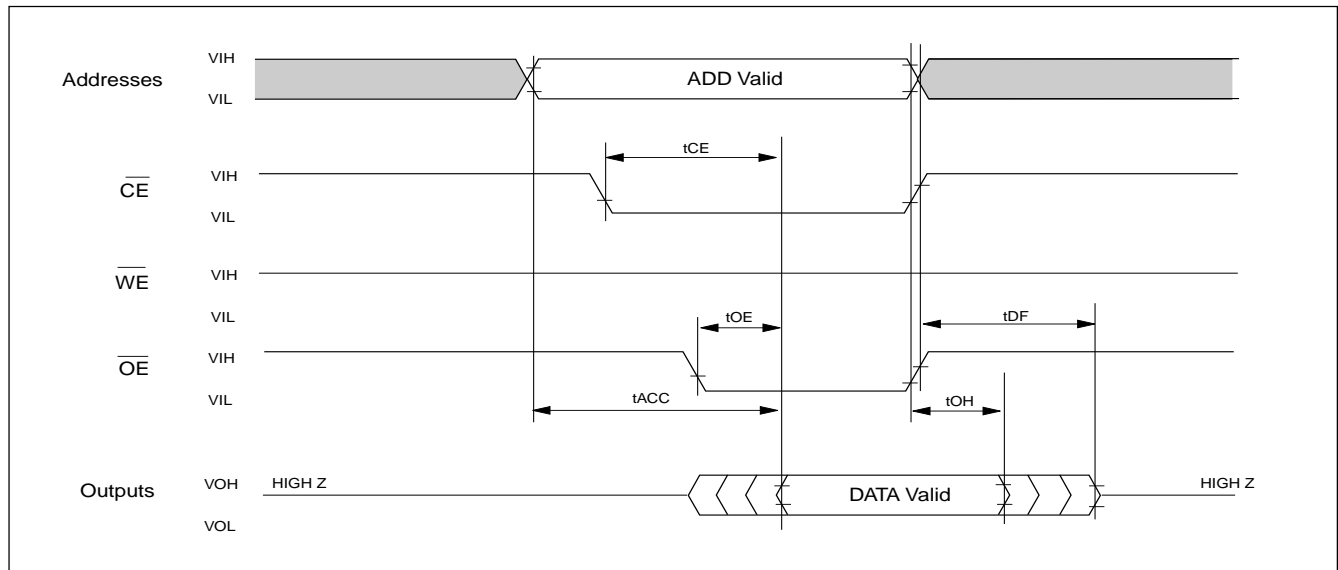 VIH
Addresses
ADD Valid
VIL
tCE
CE
VIH
VIL
WE
VIH
VIL
tOE
tDF
OE
VIH
VIL
tACC
tOH
Outputs
VOH
HIGH Z
DATA Valid
HIGH Z
VOL